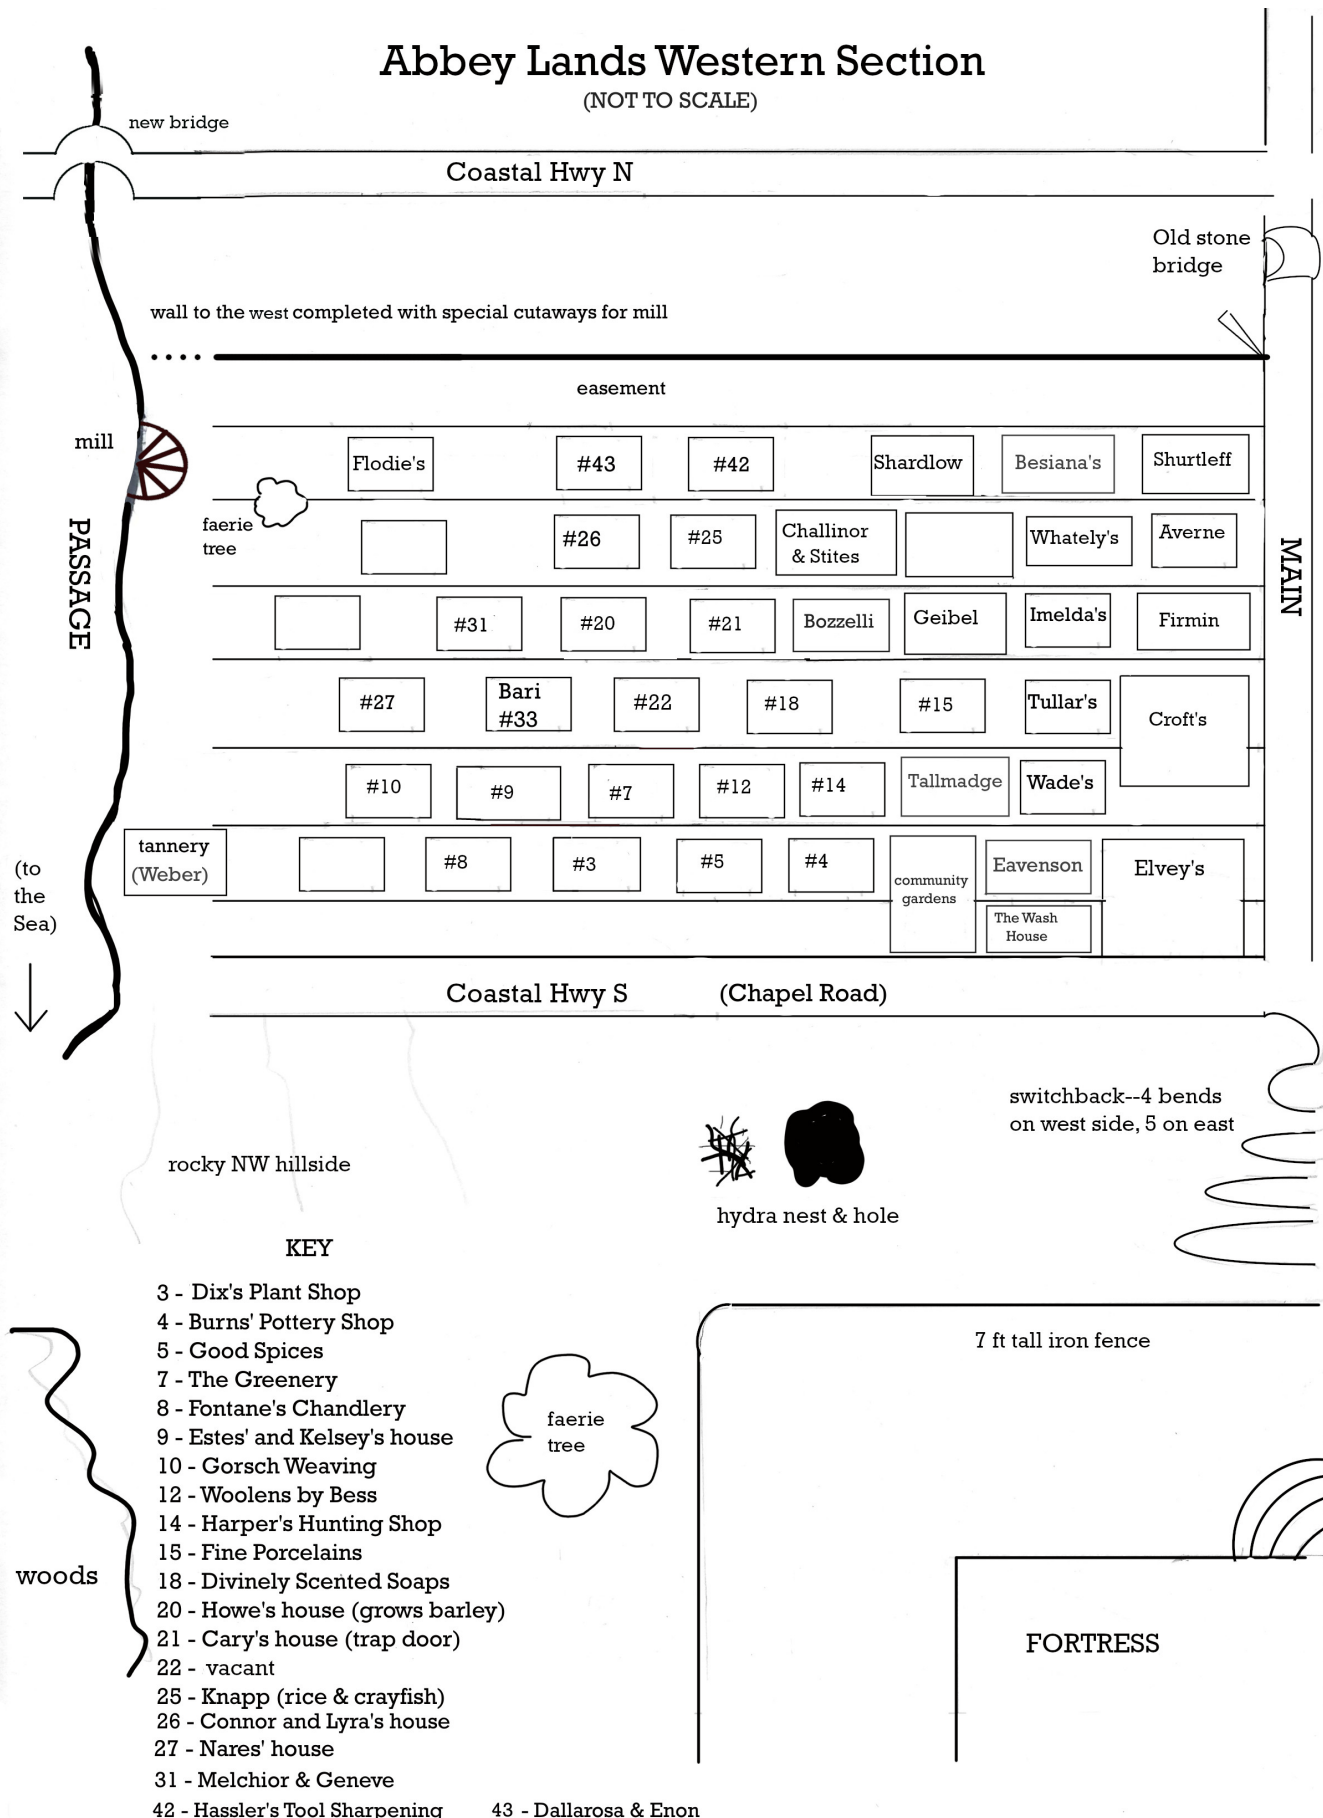 Abbey Lands Western Section
(NOT TO SCALE)
new bridge
Coastal Hwy N
Old stone
bridge
wall to the west completed with special cutaways for mill
easement
mill
Flodie's
#43
#42
Shardlow
Besiana's
Shurtleff
faerie
tree
#26
#25
Challinor
& Stites
Whately's
Averne
PASSAGE
MAIN
#31
#20
#21
Bozzelli
Geibel
Imelda's
Firmin
#27
Bari
#33
#22
#18
#15
Tullar's
Croft's
#10
#9
#7
#12
#14
Tallmadge
Wade's
tannery
(Weber)
#8
#3
#5
#4
community
gardens
Eavenson
Elvey's
The Wash
House
(to
the
Sea)
Coastal Hwy S (Chapel Road)
switchback--4 bends
on west side, 5 on east
rocky NW hillside
hydra nest & hole
KEY
3 - Dix's Plant Shop
4 - Burns' Pottery Shop
5 - Good Spices
7 - The Greenery
8 - Fontane's Chandlery
9 - Estes' and Kelsey's house
10 - Gorsch Weaving
12 - Woolens by Bess
14 - Harper's Hunting Shop
15 - Fine Porcelains
18 - Divinely Scented Soaps
20 - Howe's house (grows barley)
21 - Cary's house (trap door)
22 - vacant
25 - Knapp (rice & crayfish)
26 - Connor and Lyra's house
27 - Nares' house
31 - Melchior & Geneve
42 - Hassler's Tool Sharpening 43 - Dallarosa & Enon
7 ft tall iron fence
faerie
tree
woods
FORTRESS